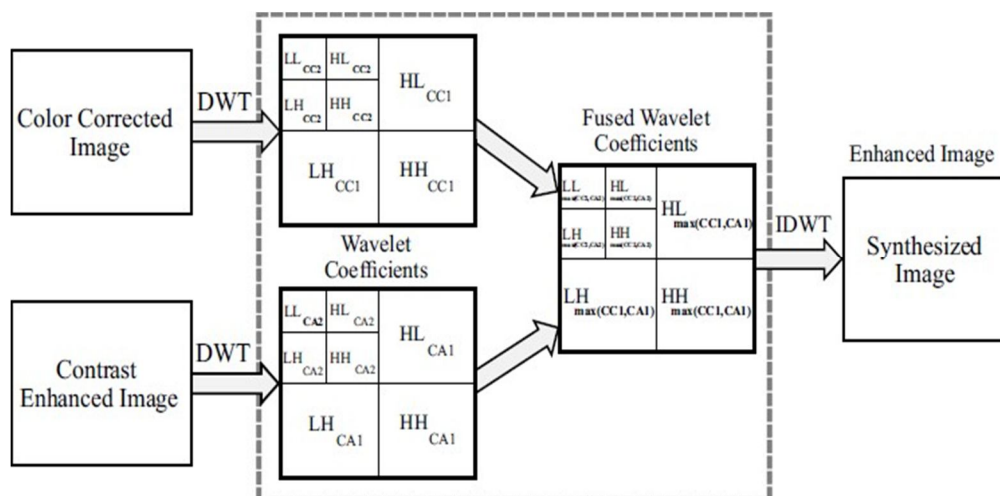 Color Corrected
Image
DWT
LL CC2
HL CC2
HL CC1
LH CC2
HH CC2
LH CC1
HH CC1
Wavelet
Coefficients
Contrast
Enhanced Image
DWT
LL CA2
HL CA2
HL CA1
LH CA2
HH CA2
LH CA1
HH CA1
Fused Wavelet
Coefficients
LL
HL
HL max(CC1,CA1)
LH
HH
LH max(CC1,CA1)
HH max(CC1,CA1)
IDWT
Enhanced Image
Synthesized
Image